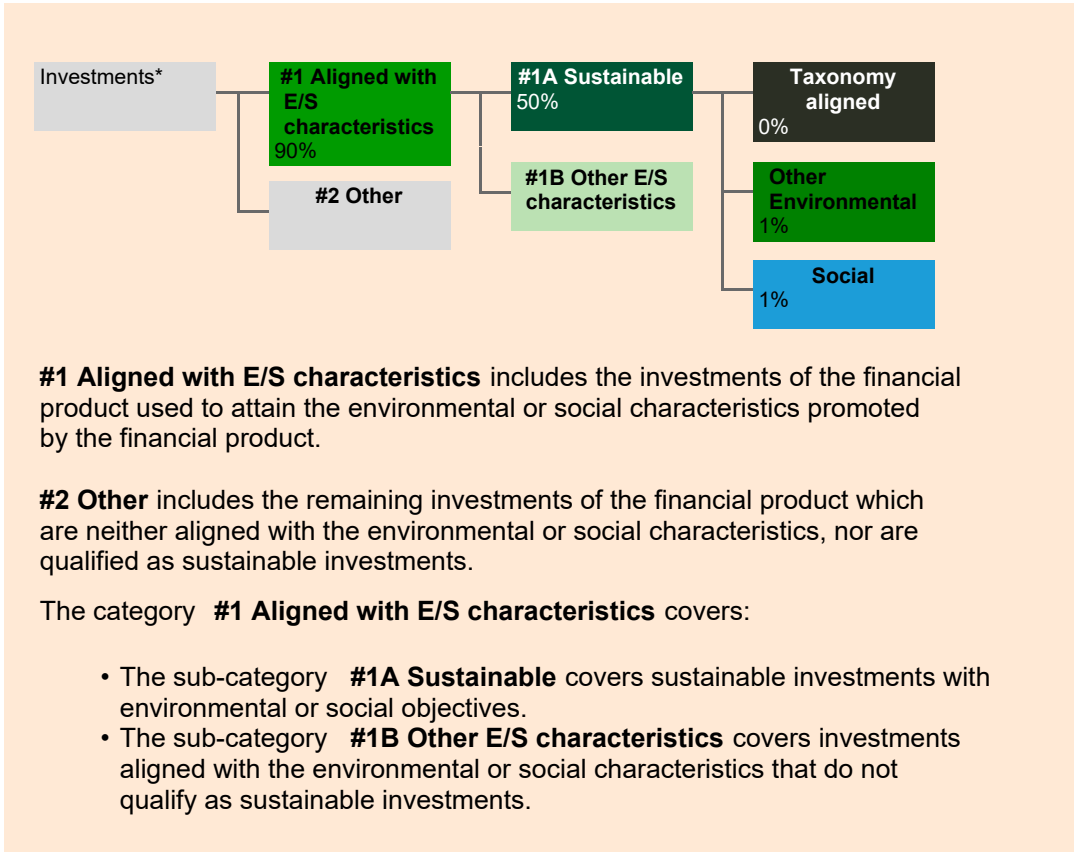 Investments*
#1 Aligned with
E/S
characteristics
90%
#2 Other
#1A Sustainable
50%
#1B Other E/S
characteristics
Taxonomy
aligned
0%
Other
Environmental
1%
Social
1%
#1 Aligned with E/S characteristics includes the investments of the financial
product used to attain the environmental or social characteristics promoted
by the financial product.
#2 Other includes the remaining investments of the financial product which
are neither aligned with the environmental or social characteristics, nor are
qualified as sustainable investments.
The category #1 Aligned with E/S characteristics covers:
• The sub-category #1A Sustainable covers sustainable investments with
environmental or social objectives.
• The sub-category #1B Other E/S characteristics covers investments
aligned with the environmental or social characteristics that do not
qualify as sustainable investments.